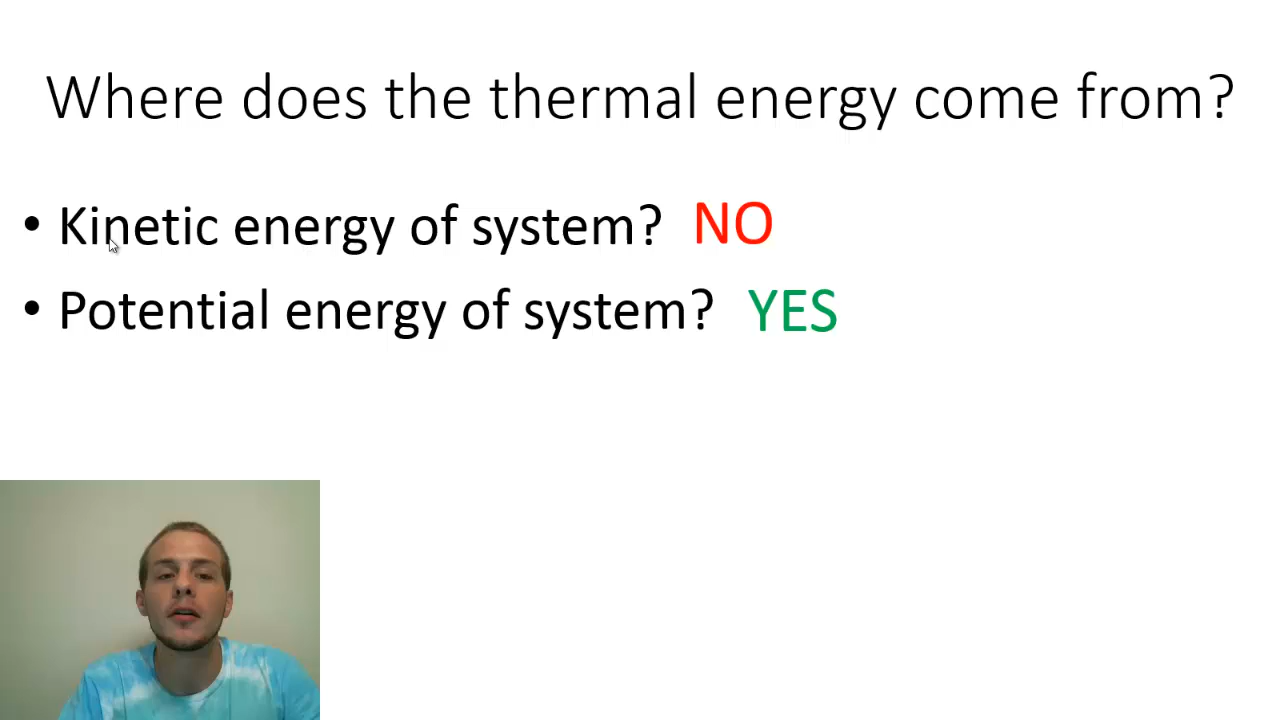 Where does the thermal energy come from?
• Kinetic energy of system? NO
• Potential energy of system? YES